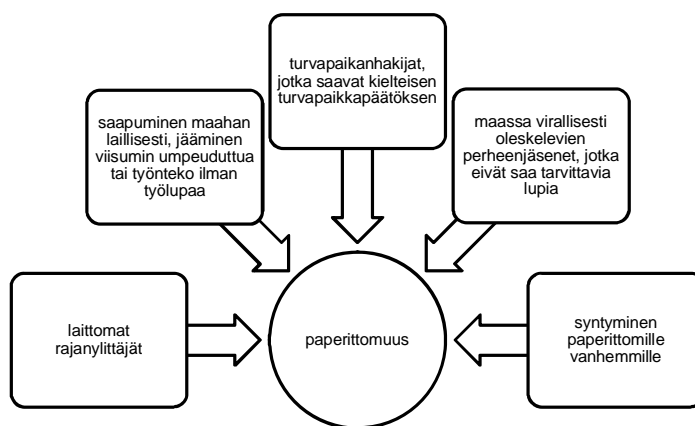 turvapaikanhakijat,
jotka saavat kielteisen
turvapaikkapäätöksen
saapuminen maahan
laillisesti, jääminen
viisumin umpeuduttua
tai työnteko ilman
työlupaa
maassa virallisesti
oleskelevien
perheenjäsenet, jotka
eivät saa tarvittavia
lupia
laittomat
rajanylittäjät
paperittomuus
syntyminen
paperittomille
vanhemmille